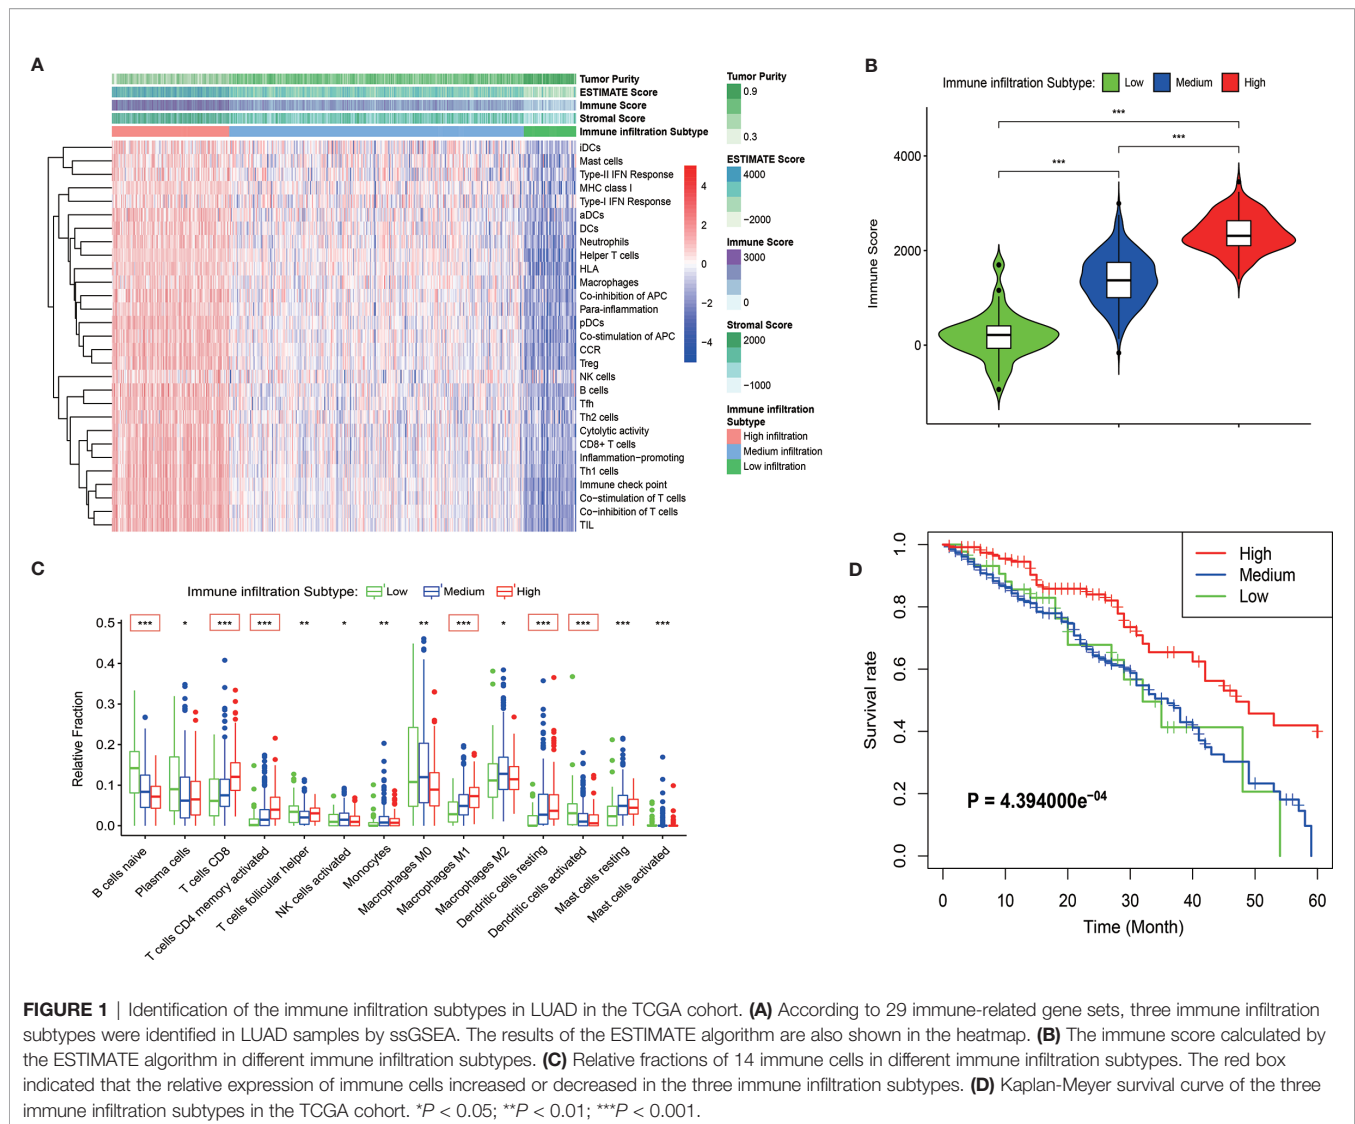 A
Tumor Purity
ESTIMATE Score
Immune Score
Stromal Score
Immune infiltration Subtype
iDCs
Mast cells
Type-II IFN Response
MHC class I
Type-I IFN Response
aDCs
DCs
Neutrophils
Helper T cells
HLA
Macrophages
Co-inhibition of APC
Para-inflammation
pDCs
Co-stimulation of APC
CCR
Treg
NK cells
B cells
Tfh
Th2 cells
Cytolytic activity
CD8+ T cells
Inflammation−promoting
Th1 cells
Immune check point
Co−stimulation of T cells
Co−inhibition of T cells
TIL
4
2
0
−2
−4
Tumor Purity
0.9
0.3
ESTIMATE Score
4000
−2000
Immune Score
3000
0
Stromal Score
2000
−1000
Immune infiltration
Subtype
High infiltration
Medium infiltration
Low infiltration
B
Immune infiltration Subtype: Low Medium High
***
***
***
Immune Score
4000
2000
0
C
Immune infiltration Subtype: Low Medium High
*** * *** *** ** * ** ** *** * *** *** *** ***
Relative Fraction
0.5
0.4
0.3
0.2
0.1
0.0
B cells naive
Plasma cells
T cells CD8
T cells CD4 memory activated
T cells follicular helper
NK cells activated
Monocytes
Macrophages M0
Macrophages M1
Macrophages M2
Dendritic cells resting
Dendritic cells activated
Mast cells resting
Mast cells activated
D
High
Medium
Low
Survival rate
1.0
0.8
0.6
0.4
0.2
0.0
P = 4.394000e−04
0 10 20 30 40 50 60
Time (Month)
FIGURE 1 | Identification of the immune infiltration subtypes in LUAD in the TCGA cohort. (A) According to 29 immune-related gene sets, three immune infiltration
subtypes were identified in LUAD samples by ssGSEA. The results of the ESTIMATE algorithm are also shown in the heatmap. (B) The immune score calculated by
the ESTIMATE algorithm in different immune infiltration subtypes. (C) Relative fractions of 14 immune cells in different immune infiltration subtypes. The red box
indicated that the relative expression of immune cells increased or decreased in the three immune infiltration subtypes. (D) Kaplan-Meyer survival curve of the three
immune infiltration subtypes in the TCGA cohort. *P < 0.05; **P < 0.01; ***P < 0.001.